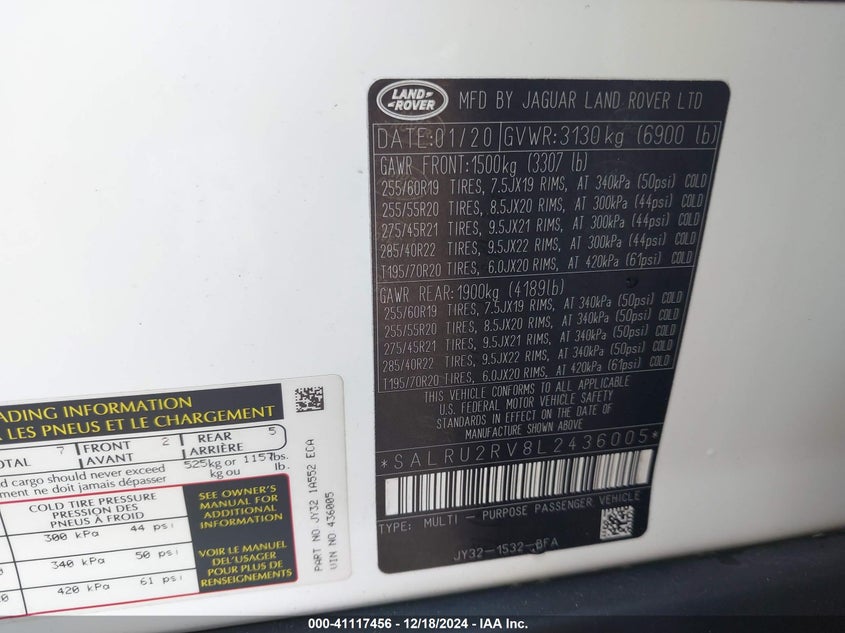 LAND ROVER
MFD BY JAGUAR LAND ROVER LTD
DATE:01/20 GVWR:3130kg (6900 lb)
GAWR FRONT:1500kg (3307 lb)
255/60R19 TIRES, 7.5JX19 RIMS, AT 340kPa (50psi) COLD
255/55R20 TIRES, 8.5JX20 RIMS, AT 300kPa (44psi) COLD
275/45R21 TIRES, 9.5JX21 RIMS, AT 300kPa (44psi) COLD
285/40R22 TIRES, 9.5JX22 RIMS, AT 300kPa (44psi) COLD
T195/70R20 TIRES, 6.0JX20 RIMS, AT 420kPa (61psi) COLD
GAWR REAR:1900kg (4189lb)
255/60R19 TIRES, 7.5JX19 RIMS, AT 340kPa (50psi) COLD
255/55R20 TIRES, 8.5JX20 RIMS, AT 340kPa (50psi) COLD
275/45R21 TIRES, 9.5JX21 RIMS, AT 340kPa (50psi) COLD
285/40R22 TIRES, 9.5JX22 RIMS, AT 340kPa (50psi) COLD
T195/70R20 TIRES, 6.0JX20 RIMS, AT 420kPa (61psi) COLD
THIS VEHICLE CONFORMS TO ALL APPLICABLE
U.S. FEDERAL MOTOR VEHICLE SAFETY
STANDARDS IN EFFECT ON THE DATE OF
MANUFACTURE SHOWN ABOVE
*SALRU2RV8L2436005*
TYPE: MULTI - PURPOSE PASSENGER VEHICLE
JY32-1532-BFA
ADING INFORMATION
LES PNEUS ET LE CHARGEMENT
TOTAL 7 FRONT AVANT 2 REAR ARRIÈRE 5
d cargo should never exceed 525kg or 1157lbs.
ment ne doit jamais dépasser kg ou lb.
COLD TIRE PRESSURE
PRESSION DES
PNEUS À FROID
300 kPa 44 psi
340 kPa 50 psi
420 kPa 61 psi
SEE OWNER'S
MANUAL FOR
ADDITIONAL
INFORMATION
VOIR LE MANUEL
DE L'USAGER
POUR PLUS DE
RENSEIGNEMENTS
PART NO JY32 1A552 ECA
VIN NO 436005
000-41117456 - 12/18/2024 - IAA Inc.